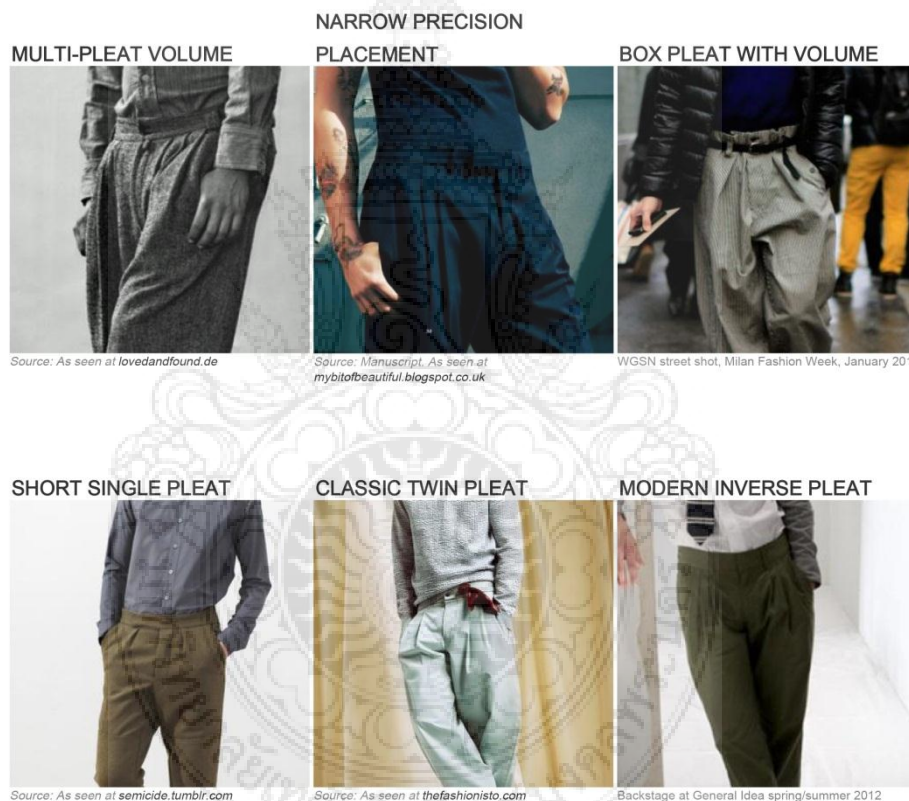 NARROW PRECISION
MULTI-PLEAT VOLUME
PLACEMENT
BOX PLEAT WITH VOLUME
Source: As seen at lovedandfound.de
Source: Manuscript. As seen at
mybitofbeautiful.blogspot.co.uk
WGSN street shot, Milan Fashion Week, January
SHORT SINGLE PLEAT
CLASSIC TWIN PLEAT
MODERN INVERSE PLEAT
Source: As seen at semicide.tumblr.com
Source: As seen at thefashionisto.com
Backstage at General Idea spring/summer 2012